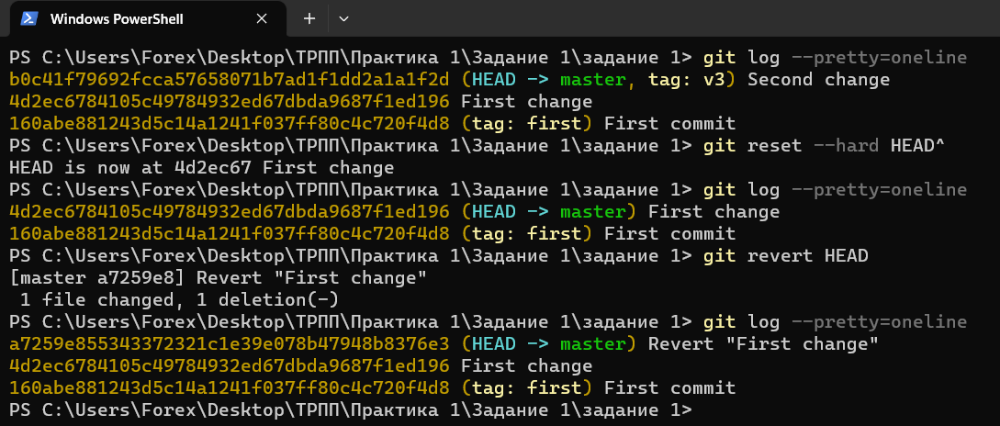 Windows PowerShell
PS C:\Users\Forex\Desktop\ТРПП\Практика 1\Задание 1\задание 1> git log --pretty=oneline
b0c41f79692fcca57658071b7ad1f1dd2a1a1f2d (HEAD -> master, tag: v3) Second change
4d2ec6784105c49784932ed67dbda9687f1ed196 First change
160abe881243d5c14a1241f037ff80c4c720f4d8 (tag: first) First commit
PS C:\Users\Forex\Desktop\ТРПП\Практика 1\Задание 1\задание 1> git reset --hard HEAD^
HEAD is now at 4d2ec67 First change
PS C:\Users\Forex\Desktop\ТРПП\Практика 1\Задание 1\задание 1> git log --pretty=oneline
4d2ec6784105c49784932ed67dbda9687f1ed196 (HEAD -> master) First change
160abe881243d5c14a1241f037ff80c4c720f4d8 (tag: first) First commit
PS C:\Users\Forex\Desktop\ТРПП\Практика 1\Задание 1\задание 1> git revert HEAD
[master a7259e8] Revert "First change"
 1 file changed, 1 deletion(-)
PS C:\Users\Forex\Desktop\ТРПП\Практика 1\Задание 1\задание 1> git log --pretty=oneline
a7259e855343372321c1e39e078b47948b8376e3 (HEAD -> master) Revert "First change"
4d2ec6784105c49784932ed67dbda9687f1ed196 First change
160abe881243d5c14a1241f037ff80c4c720f4d8 (tag: first) First commit
PS C:\Users\Forex\Desktop\ТРПП\Практика 1\Задание 1\задание 1>